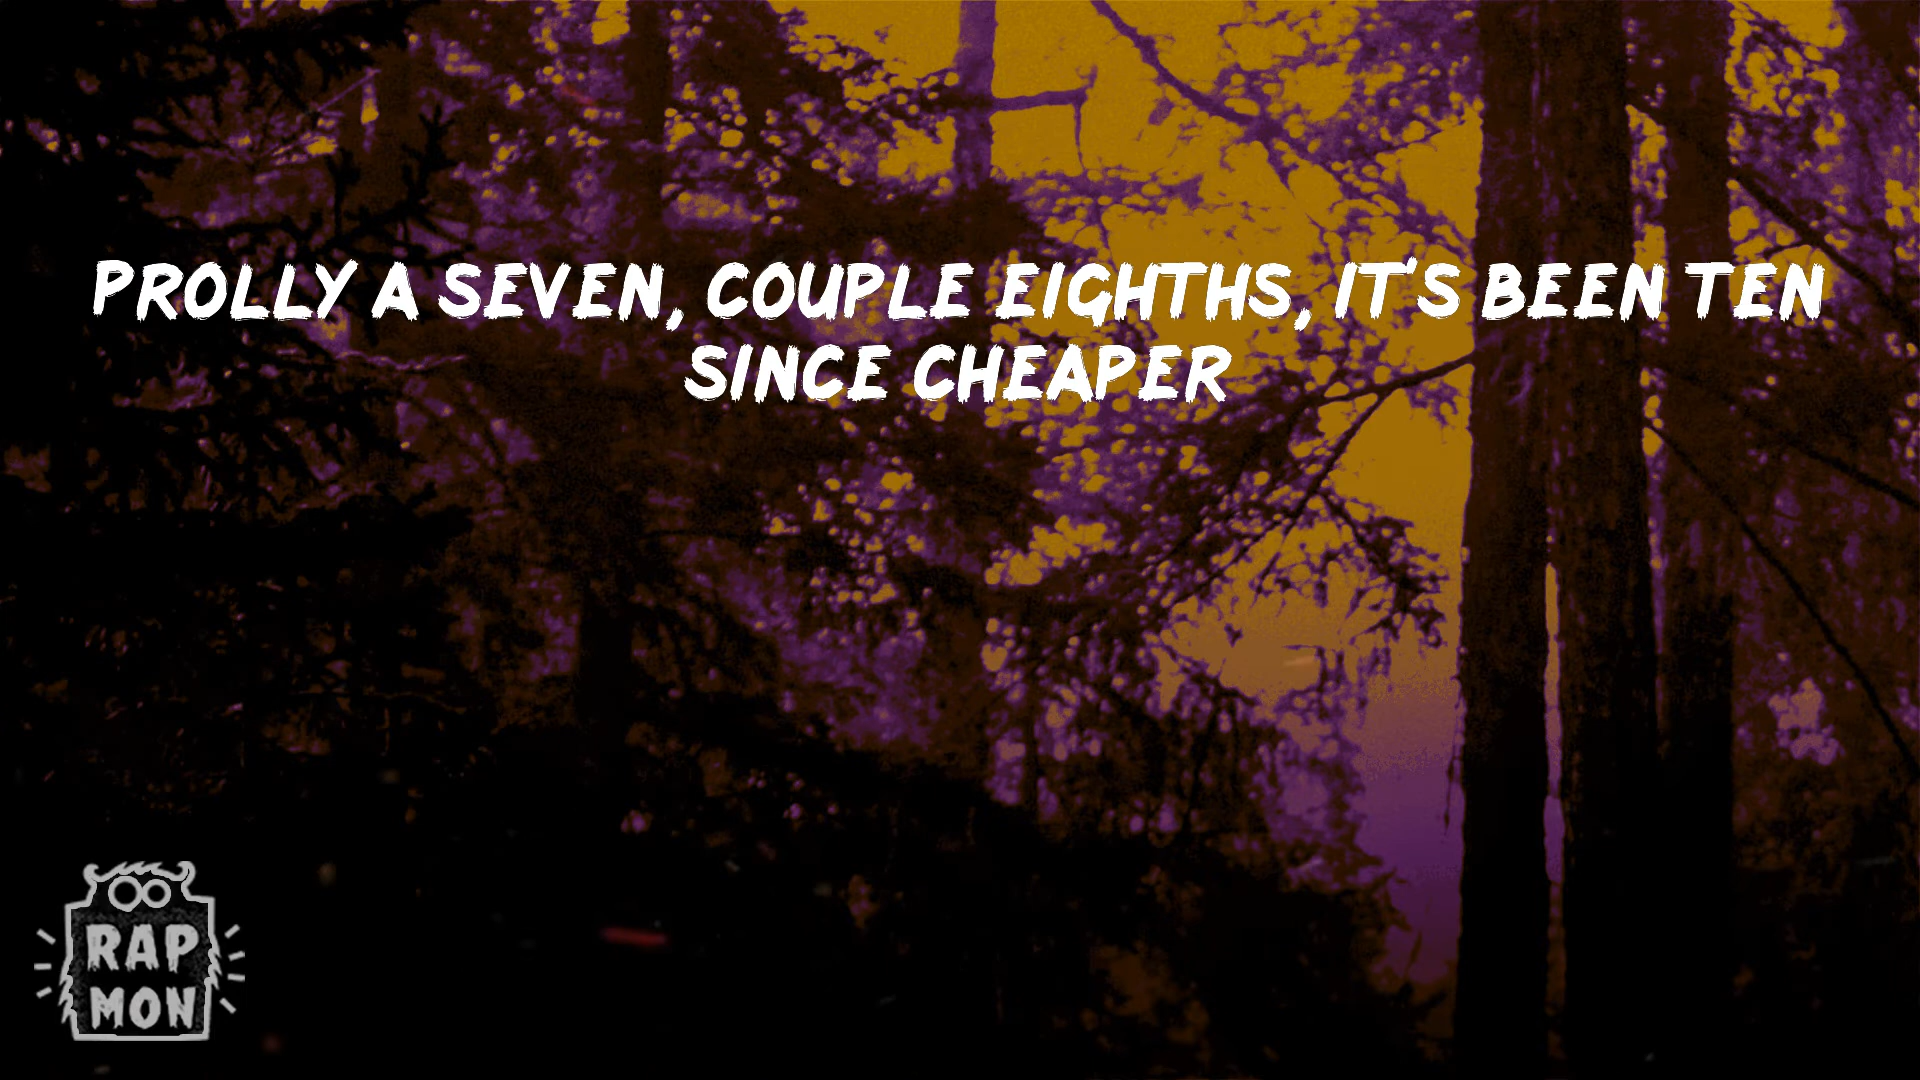 PROLLY A SEVEN, COUPLE EIGHTHS, IT'S BEEN TEN
SINCE CHEAPER
RAP
MON